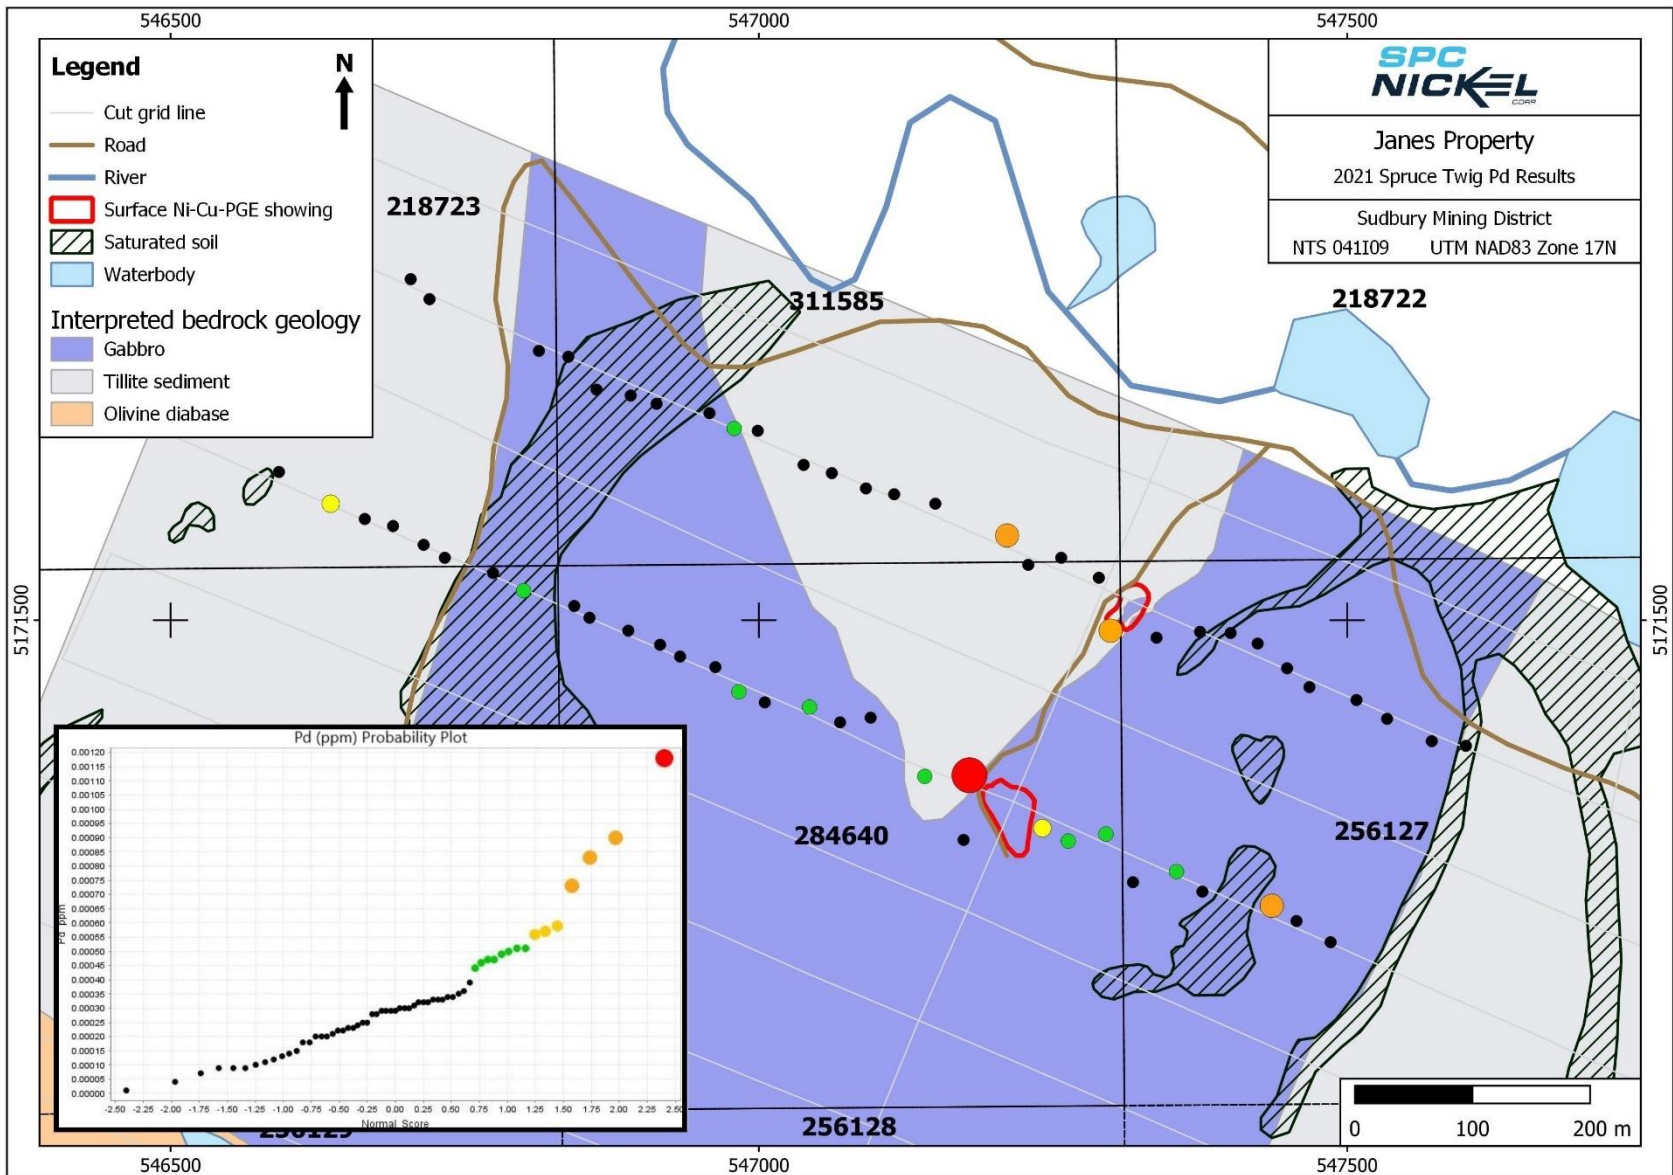 546500
547000
547500
Legend
N
Cut grid line
Road
River
Surface Ni-Cu-PGE showing
Saturated soil
Waterbody
Interpreted bedrock geology
Gabbro
Tillite sediment
Olivine diabase
SPC
NICKEL
CORP
Janes Property
2021 Spruce Twig Pd Results
Sudbury Mining District
NTS 041I09 UTM NAD83 Zone 17N
218723
311585
218722
5171500
5171500
284640
256127
Pd (ppm) Probability Plot
0.00120
0.00115
0.00110
0.00105
0.00100
0.00095
0.00090
0.00085
0.00080
0.00075
0.00070
0.00065
0.00060
0.00055
0.00050
0.00045
0.00040
0.00035
0.00030
0.00025
0.00020
0.00015
0.00010
0.00005
0.00000
Pd ppm
-2.50 -2.25 -2.00 -1.75 -1.50 -1.25 -1.00 -0.75 -0.50 -0.25 0.00 0.25 0.50 0.75 1.00 1.25 1.50 1.75 2.00 2.25 2.50
Normal Score
256129
256128
0 100 200 m
546500
547000
547500